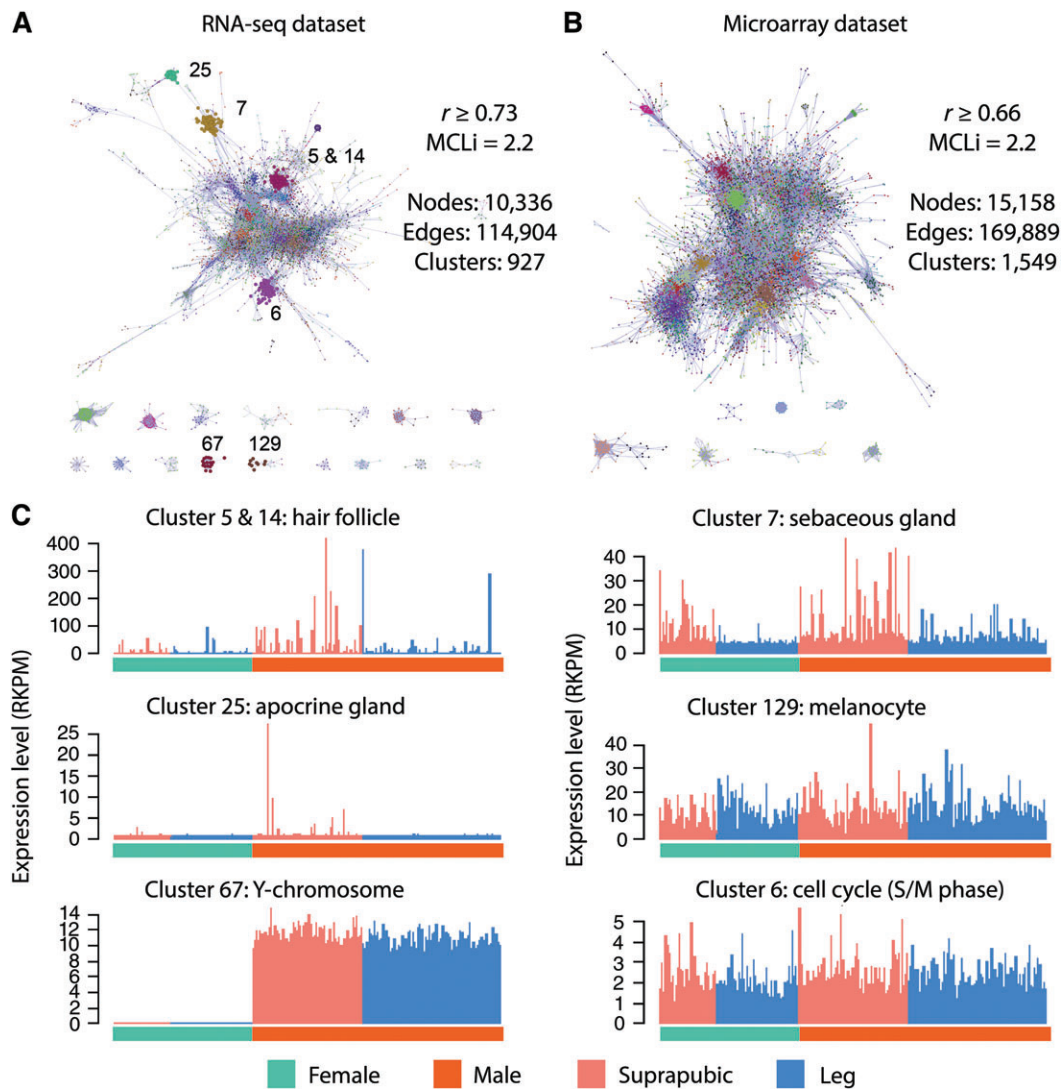 A
RNA-seq dataset
25
7
5 & 14
6
67
129
r ≥ 0.73
MCLi = 2.2
Nodes: 10,336
Edges: 114,904
Clusters: 927
B
Microarray dataset
r ≥ 0.66
MCLi = 2.2
Nodes: 15,158
Edges: 169,889
Clusters: 1,549
C
Expression level (RKPM)
Cluster 5 & 14: hair follicle
400
300
200
100
0
Cluster 25: apocrine gland
25
20
15
10
5
0
Cluster 67: Y-chromosome
14
12
10
8
6
4
2
0
Expression level (RKPM)
Cluster 7: sebaceous gland
40
30
20
10
0
Cluster 129: melanocyte
40
30
20
10
0
Cluster 6: cell cycle (S/M phase)
5
4
3
2
1
0
Female
Male
Suprapubic
Leg